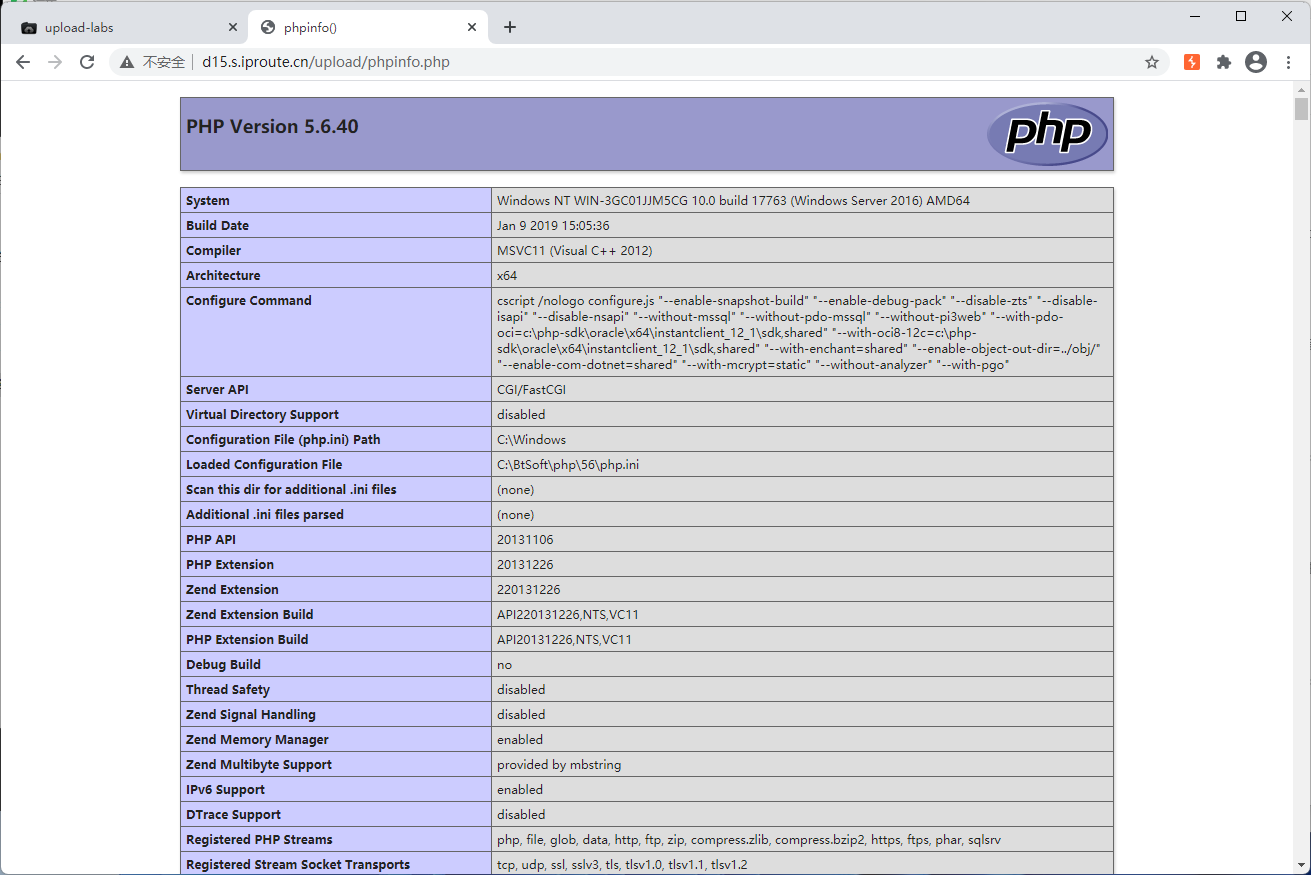 upload-labs
phpinfo()
不安全
d15.s.iproute.cn/upload/phpinfo.php
PHP Version 5.6.40
php
System Windows NT WIN-3GC01JJM5CG 10.0 build 17763 (Windows Server 2016) AMD64
Build Date Jan 9 2019 15:05:36
Compiler MSVC11 (Visual C++ 2012)
Architecture x64
Configure Command cscript /nologo configure.js "--enable-snapshot-build" "--enable-debug-pack" "--disable-zts" "--disable-
isapi" "--disable-nsapi" "--without-mssql" "--without-pdo-mssql" "--without-pi3web" "--with-pdo-
oci=c:\php-sdk\oracle\x64\instantclient_12_1\sdk,shared" "--with-oci8-12c=c:\php-
sdk\oracle\x64\instantclient_12_1\sdk,shared" "--with-enchant=shared" "--enable-object-out-dir=../obj/"
"--enable-com-dotnet=shared" "--with-mcrypt=static" "--without-analyzer" "--with-pgo"
Server API CGI/FastCGI
Virtual Directory Support disabled
Configuration File (php.ini) Path C:\Windows
Loaded Configuration File C:\BtSoft\php\56\php.ini
Scan this dir for additional .ini files (none)
Additional .ini files parsed (none)
PHP API 20131106
PHP Extension 20131226
Zend Extension 220131226
Zend Extension Build API220131226,NTS,VC11
PHP Extension Build API20131226,NTS,VC11
Debug Build no
Thread Safety disabled
Zend Signal Handling disabled
Zend Memory Manager enabled
Zend Multibyte Support provided by mbstring
IPv6 Support enabled
DTrace Support disabled
Registered PHP Streams php, file, glob, data, http, ftp, zip, compress.zlib, compress.bzip2, https, ftps, phar, sqlsrv
Registered Stream Socket Transports tcp, udp, ssl, sslv3, tls, tlsv1.0, tlsv1.1, tlsv1.2